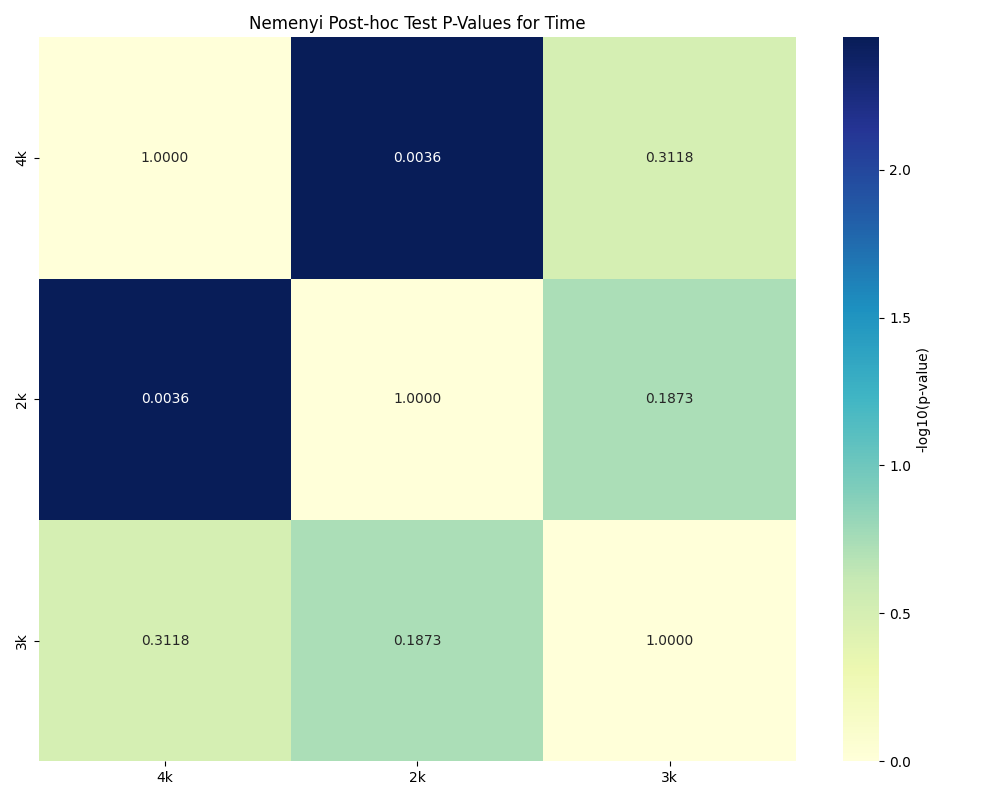 Nemenyi Post-hoc Test P-Values for Time
4k
1.0000
0.0036
0.3118
2k
0.0036
1.0000
0.1873
3k
0.3118
0.1873
1.0000
4k
2k
3k
2.0
1.5
1.0
0.5
0.0
-log10(p-value)